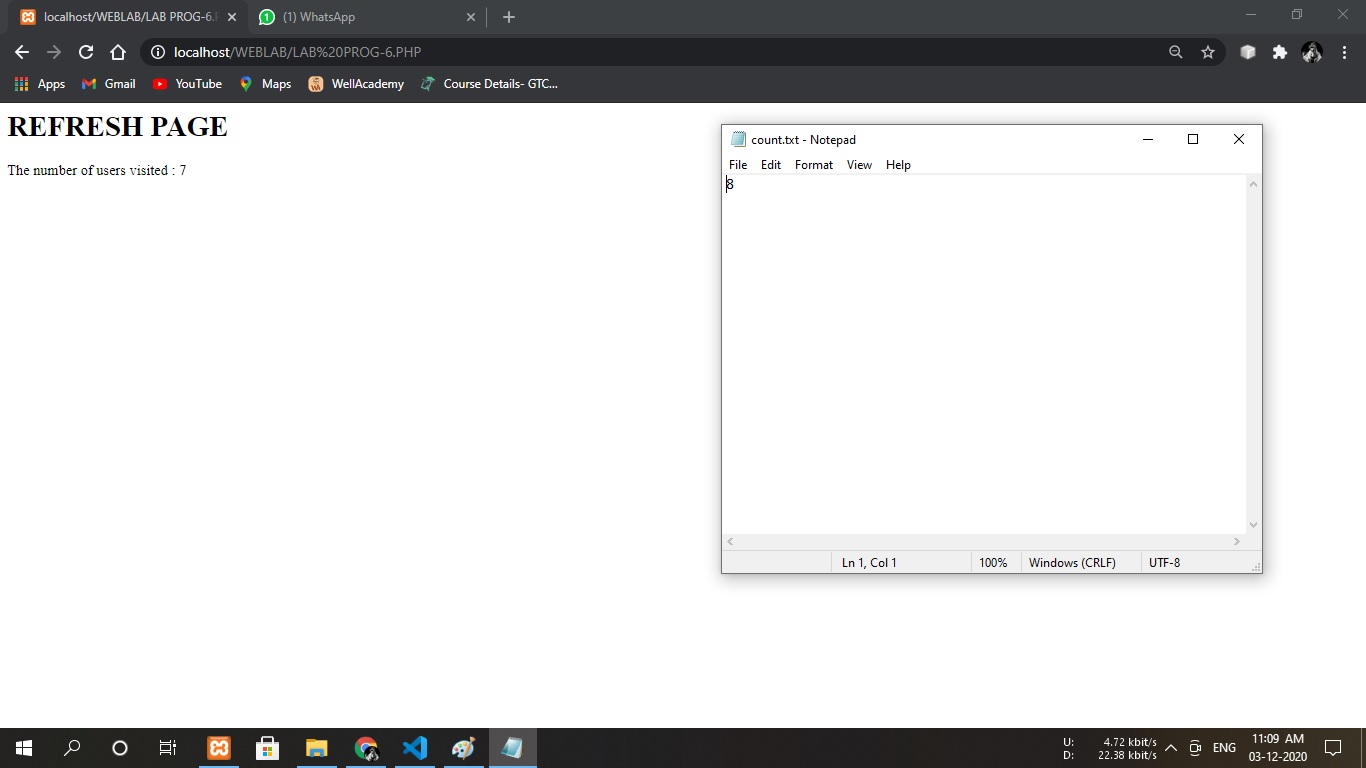 localhost/WEBLAB/LAB PROG-6.P
(1) WhatsApp
localhost/WEBLAB/LAB%20PROG-6.PHP
Apps Gmail YouTube Maps WellAcademy Course Details- GTC...
REFRESH PAGE
The number of users visited : 7
count.txt - Notepad
File Edit Format View Help
8
Ln 1, Col 1 100% Windows (CRLF) UTF-8
U: 4.72 kbit/s
D: 22.38 kbit/s
ENG
11:09 AM
03-12-2020